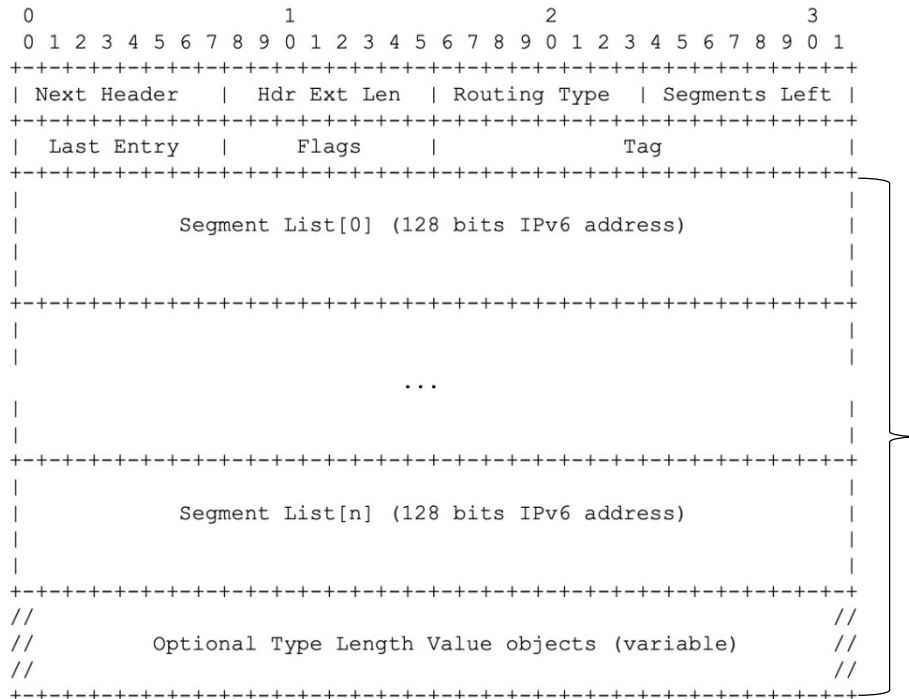 0                   1                   2                   3
0 1 2 3 4 5 6 7 8 9 0 1 2 3 4 5 6 7 8 9 0 1 2 3 4 5 6 7 8 9 0 1
+-+-+-+-+-+-+-+-+-+-+-+-+-+-+-+-+-+-+-+-+-+-+-+-+-+-+-+-+-+-+-+-+
| Next Header   |  Hdr Ext Len  | Routing Type  | Segments Left |
+-+-+-+-+-+-+-+-+-+-+-+-+-+-+-+-+-+-+-+-+-+-+-+-+-+-+-+-+-+-+-+-+
|  Last Entry   |     Flags     |              Tag              |
+-+-+-+-+-+-+-+-+-+-+-+-+-+-+-+-+-+-+-+-+-+-+-+-+-+-+-+-+-+-+-+-+
|                                                               |
|            Segment List[0] (128 bits IPv6 address)            |
|                                                               |
|                                                               |
+-+-+-+-+-+-+-+-+-+-+-+-+-+-+-+-+-+-+-+-+-+-+-+-+-+-+-+-+-+-+-+-+
|                                                               |
|                                                               |
...
|                                                               |
|                                                               |
+-+-+-+-+-+-+-+-+-+-+-+-+-+-+-+-+-+-+-+-+-+-+-+-+-+-+-+-+-+-+-+-+
|                                                               |
|            Segment List[n] (128 bits IPv6 address)            |
|                                                               |
|                                                               |
+-+-+-+-+-+-+-+-+-+-+-+-+-+-+-+-+-+-+-+-+-+-+-+-+-+-+-+-+-+-+-+-+
//                                                             //
//         Optional Type Length Value objects (variable)       //
//                                                             //
+-+-+-+-+-+-+-+-+-+-+-+-+-+-+-+-+-+-+-+-+-+-+-+-+-+-+-+-+-+-+-+-+